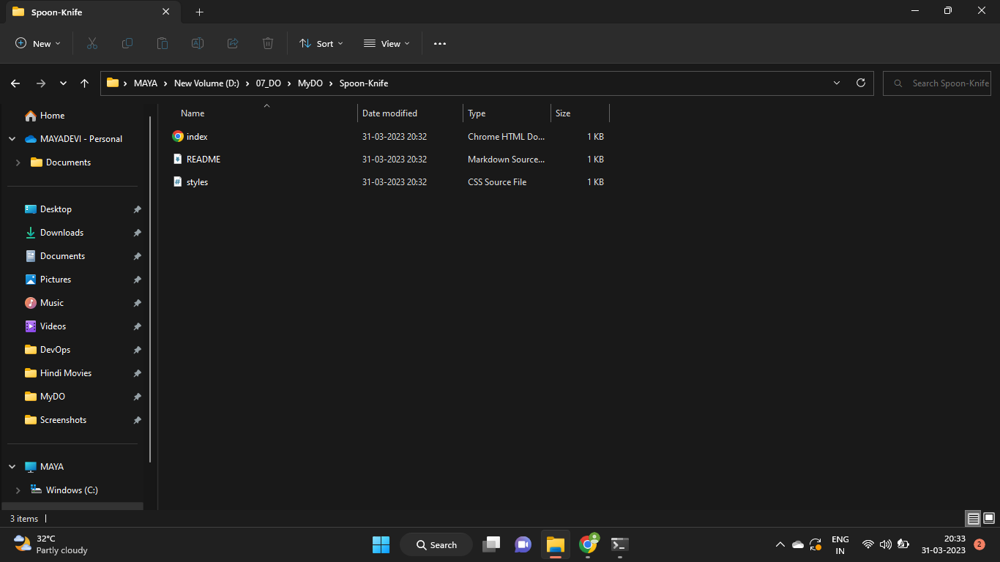 Spoon-Knife
New
Sort
View
MAYA
New Volume (D:)
07_DO
MyDO
Spoon-Knife
Search Spoon-Knife
Home
MAYADEVI - Personal
Documents
Desktop
Downloads
Documents
Pictures
Music
Videos
DevOps
Hindi Movies
MyDO
Screenshots
MAYA
Windows (C:)
Name Date modified Type Size
index 31-03-2023 20:32 Chrome HTML Do... 1 KB
README 31-03-2023 20:32 Markdown Source... 1 KB
styles 31-03-2023 20:32 CSS Source File 1 KB
3 items
32°C
Partly cloudy
Search
ENG
IN
20:33
31-03-2023
2